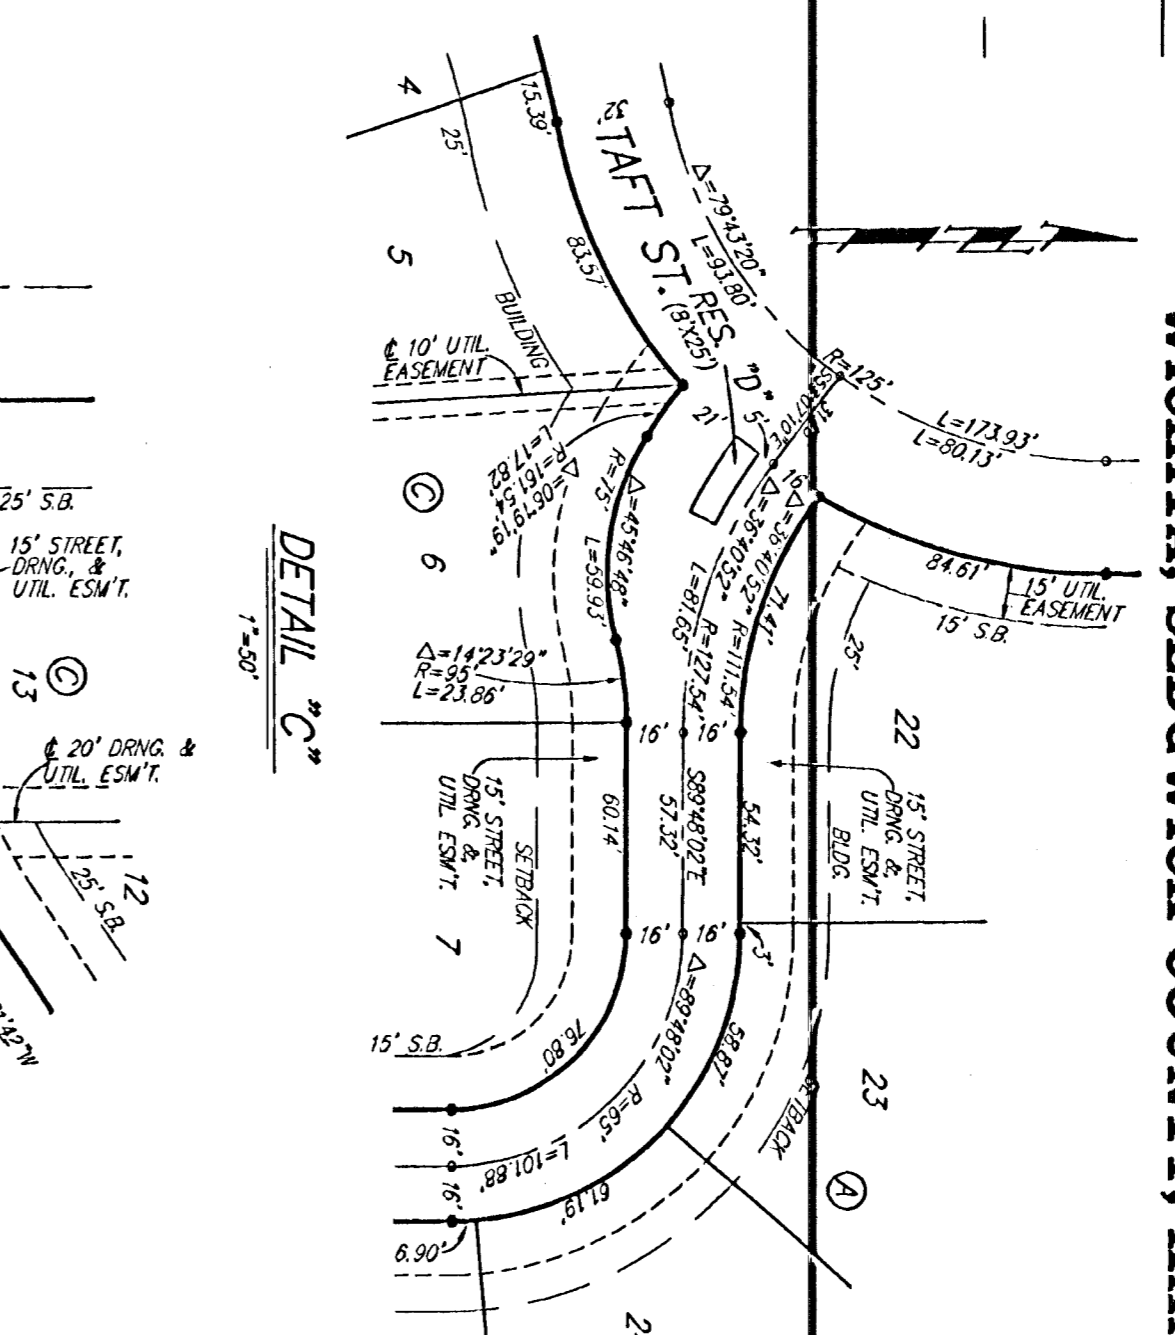 4
25'
15.39'
32'
TAFT ST.
Δ=79°43'20"
L=93.80'
5
83.57'
BUILDING
RES. "D"
(8'X25')
℄ 10' UTIL.
EASEMENT
21'
5'
R=125'
31.16
16'
L=173.93'
L=80.13'
84.61'
15' UTIL.
EASEMENT
15' S.B.
25'
Δ=06°19'19"
R=161.54'
L=17.82'
C
6
R=75'
Δ=45°46'48"
L=59.93'
Δ=36°40'52" R=127.54'
L=81.65'
Δ=36°40'52" R=111.54'
71.41'
25' S.B.
15' STREET,
DRNG., &
UTIL. ESM'T.
DETAIL "C"
1"=50'
Δ=14°23'29"
R=95'
L=23.86'
16'
16'
22
C
13
℄ 20' DRNG. &
UTIL. ESM'T.
15' STREET,
DRNG. &
UTIL. ESM'T.
SETBACK
60.14'
S89°48'02"E
57.32'
54.32'
BLDG.
15' STREET,
DRNG. &
UTIL. ESM'T.
12
25' S.B.
7
16'
16'
3'
Δ=89°48'02"
R=65'
L=101.88'
58.87'
23
SETBACK
15' S.B.
76.80'
16'
16'
61.19'
A
6.90'